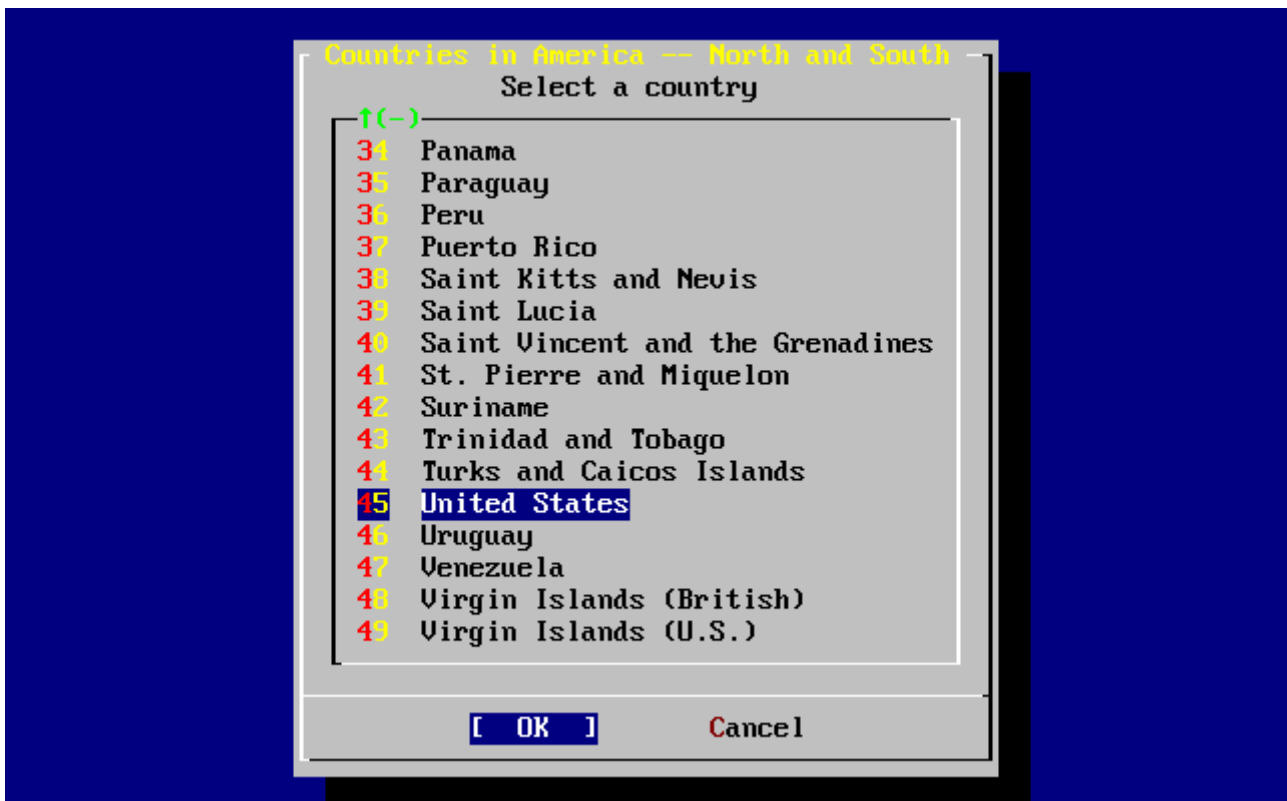 Countries in America -- North and South
Select a country
↑(-)
34 Panama
35 Paraguay
36 Peru
37 Puerto Rico
38 Saint Kitts and Nevis
39 Saint Lucia
40 Saint Vincent and the Grenadines
41 St. Pierre and Miquelon
42 Suriname
43 Trinidad and Tobago
44 Turks and Caicos Islands
45 United States
46 Uruguay
47 Venezuela
48 Virgin Islands (British)
49 Virgin Islands (U.S.)
[ OK ] Cancel